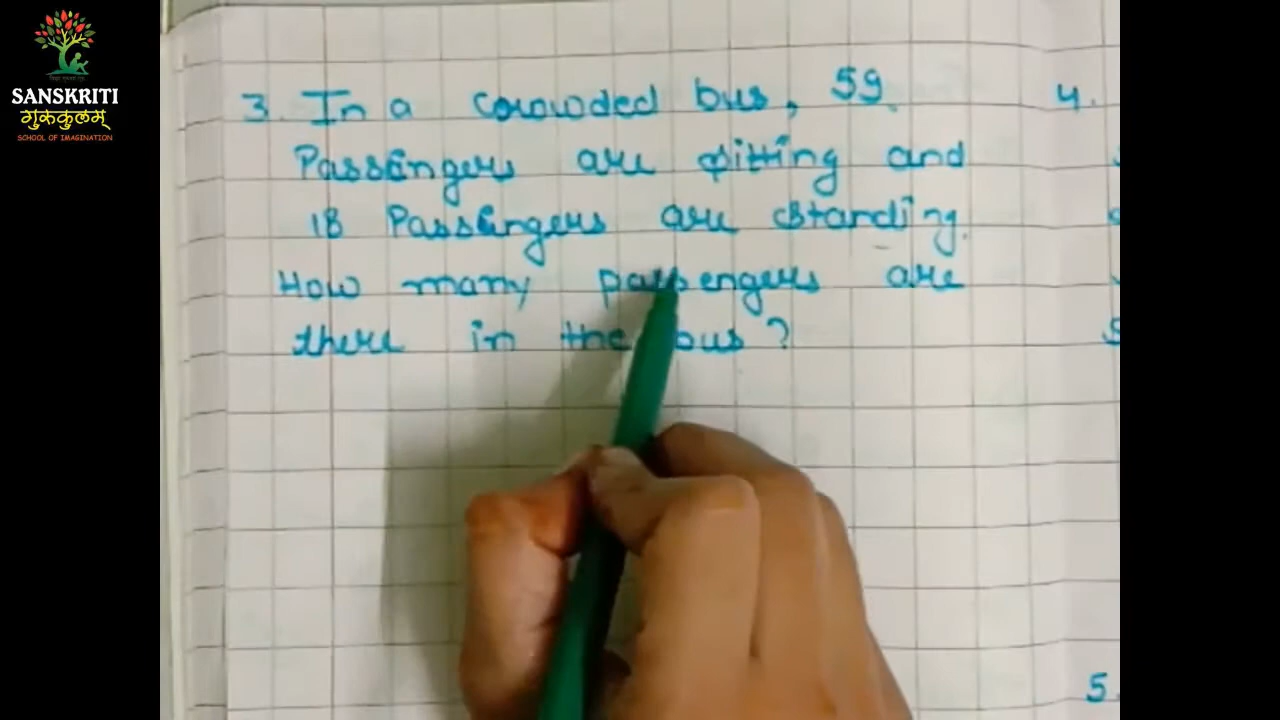 SANSKRITI
गुरुकुलम्
SCHOOL OF IMAGINATION
3. In a crowded bus, 59
Passengers are sitting and
18 Passengers are standing.
How many passengers are
there in the bus?
4.
5.